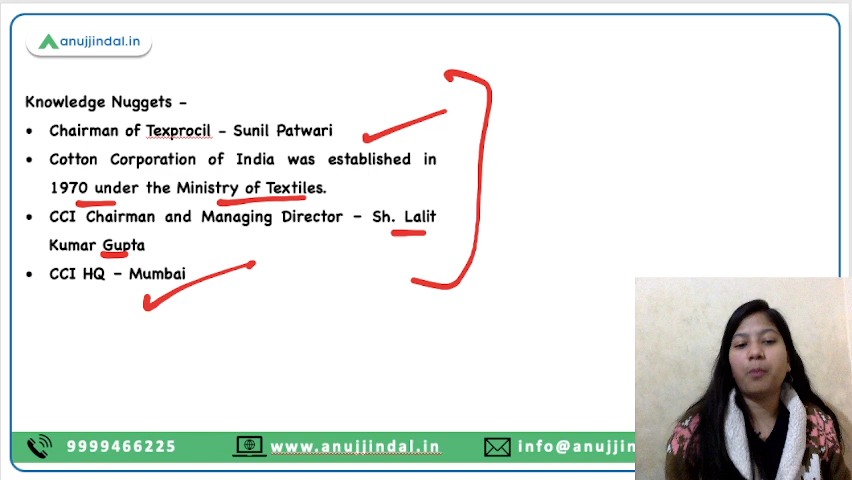 anujjindal.in
Knowledge Nuggets -
• Chairman of Texprocil - Sunil Patwari
• Cotton Corporation of India was established in
1970 under the Ministry of Textiles.
• CCI Chairman and Managing Director - Sh. Lalit
Kumar Gupta
• CCI HQ - Mumbai
9999466225 www.anujjindal.in info@anujjin